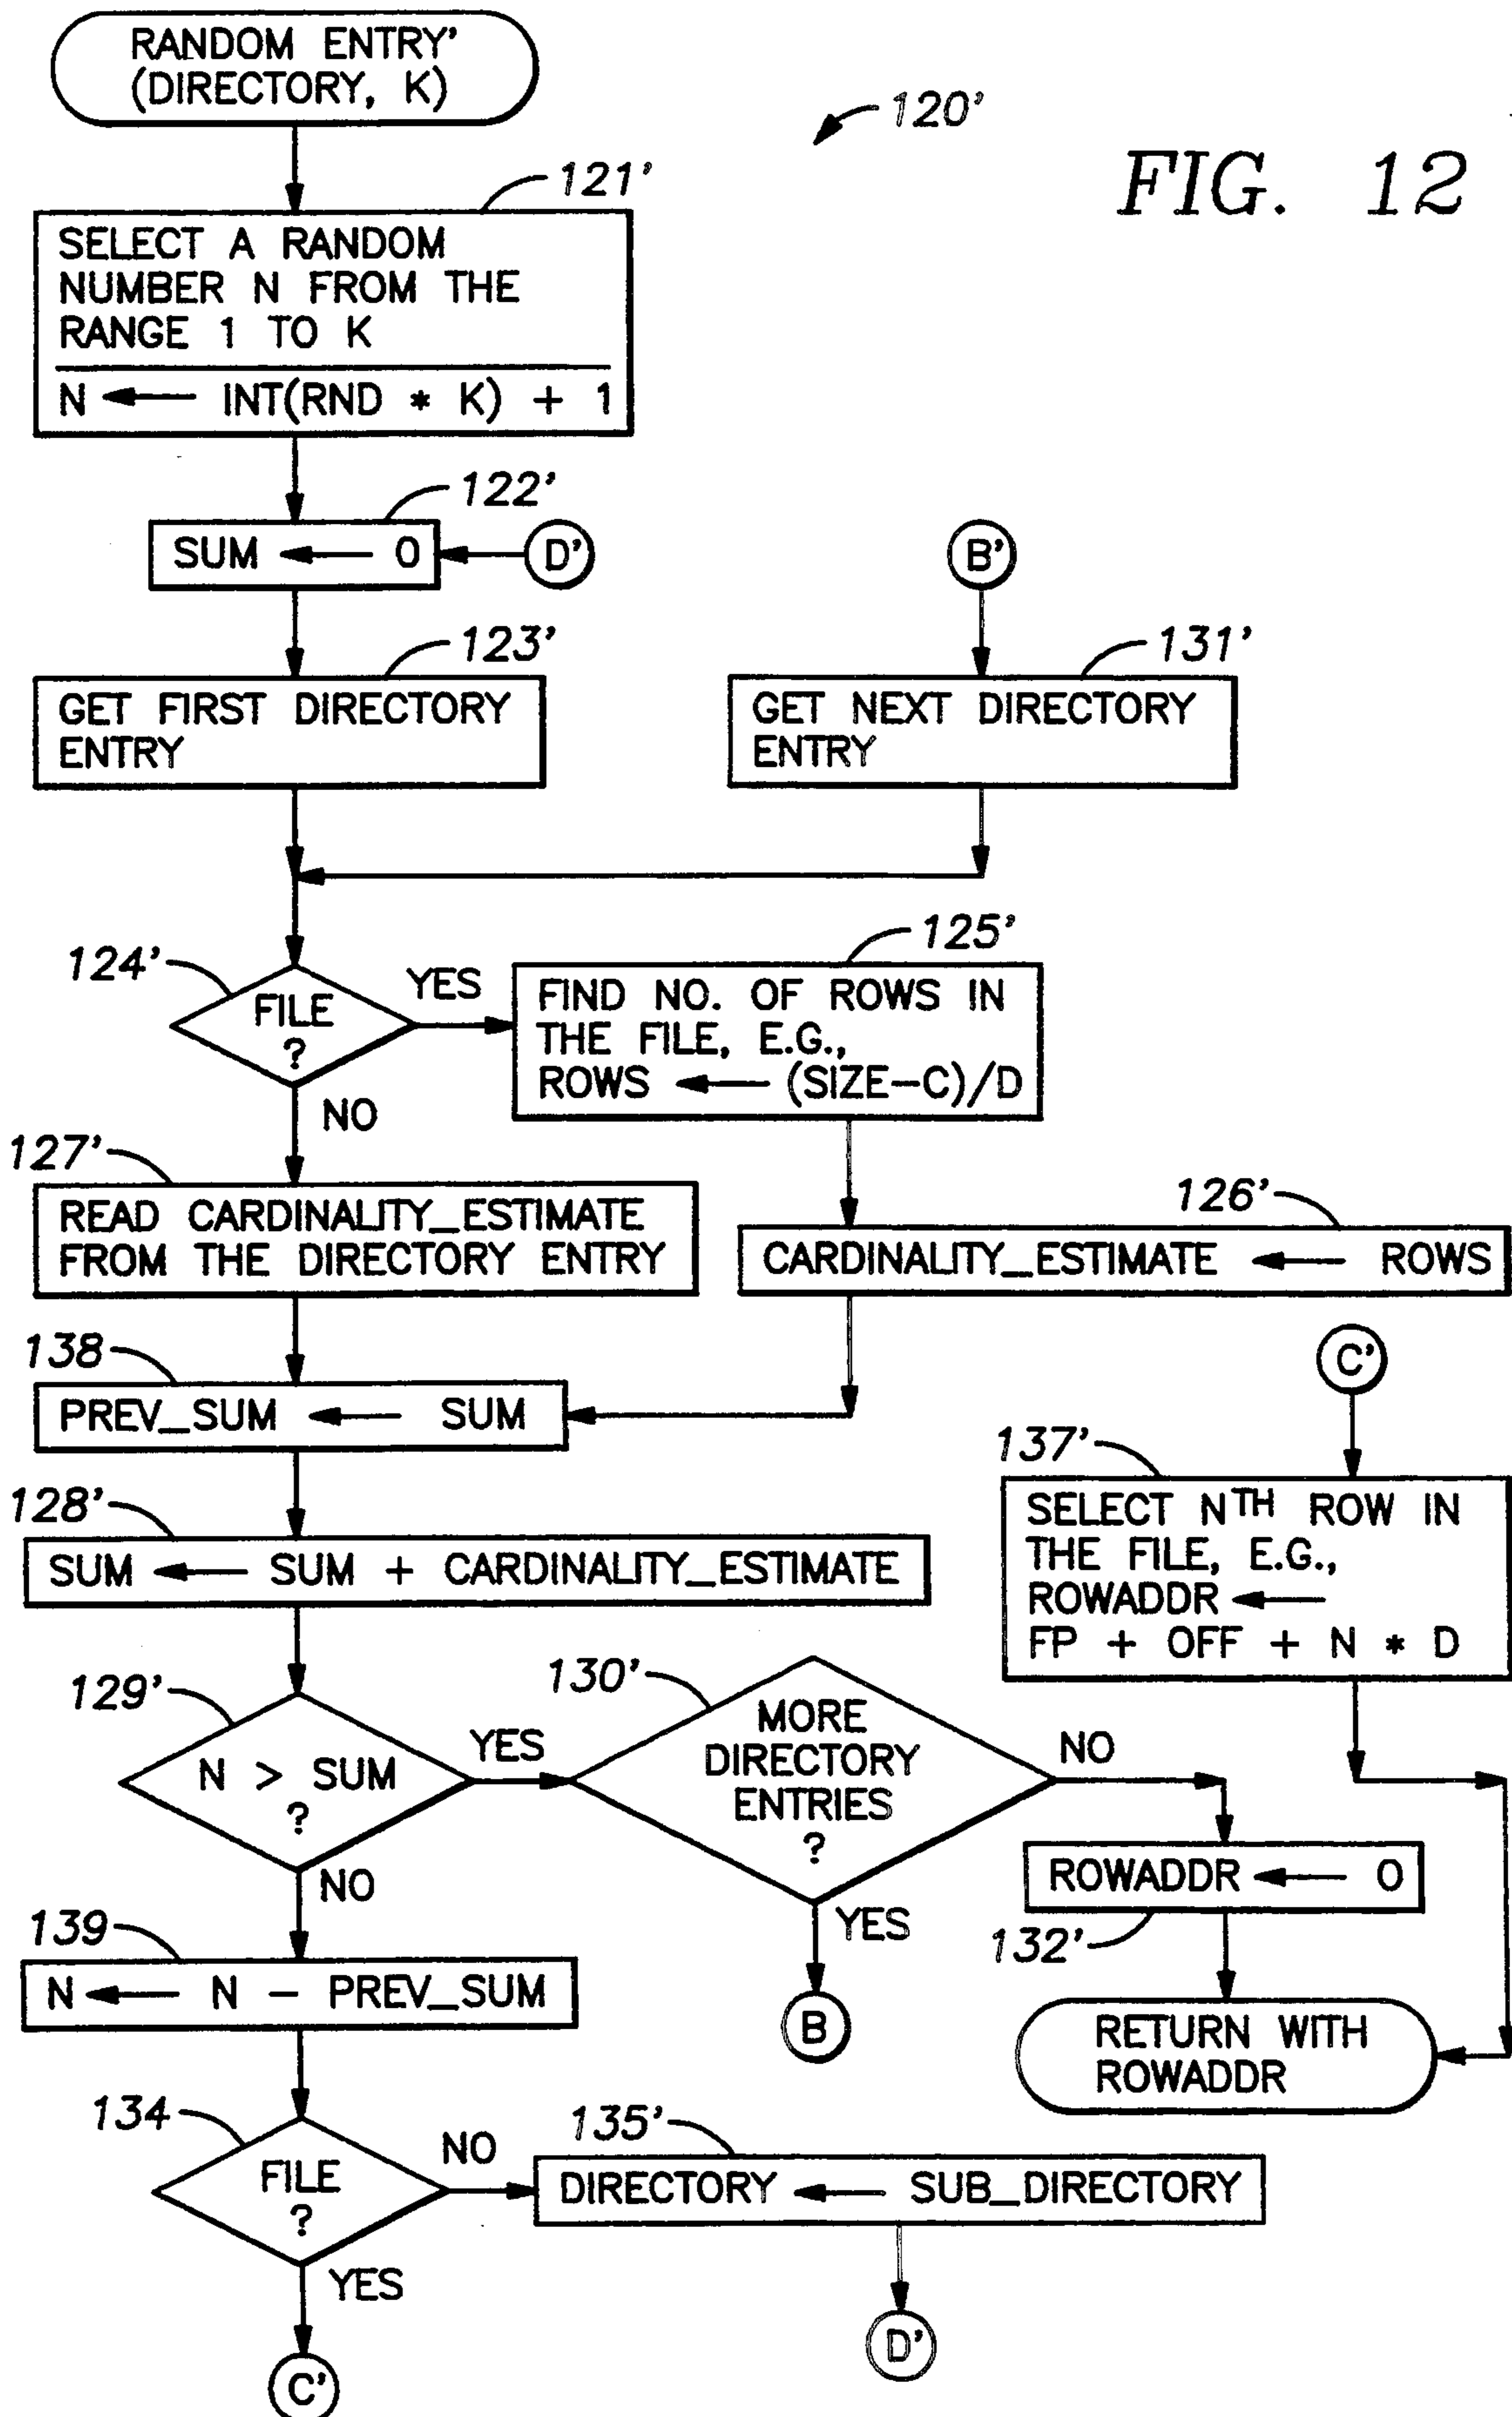 RANDOM ENTRY'
(DIRECTORY, K)
120'
FIG. 12
121'
SELECT A RANDOM
NUMBER N FROM THE
RANGE 1 TO K
N ← INT(RND * K) + 1
122'
SUM ← 0
D'
B'
123'
GET FIRST DIRECTORY
ENTRY
131'
GET NEXT DIRECTORY
ENTRY
124'
FILE
?
YES
NO
125'
FIND NO. OF ROWS IN
THE FILE, E.G.,
ROWS ← (SIZE-C)/D
127'
READ CARDINALITY_ESTIMATE
FROM THE DIRECTORY ENTRY
126'
CARDINALITY_ESTIMATE ← ROWS
138
PREV_SUM ← SUM
C'
137'
SELECT NTH ROW IN
THE FILE, E.G.,
ROWADDR ←
FP + OFF + N * D
128'
SUM ← SUM + CARDINALITY_ESTIMATE
129'
N > SUM
?
YES
NO
130'
MORE
DIRECTORY
ENTRIES
?
NO
YES
B
ROWADDR ← 0
132'
139
N ← N - PREV_SUM
RETURN WITH
ROWADDR
134
FILE
?
NO
YES
135'
DIRECTORY ← SUB_DIRECTORY
D'
C'